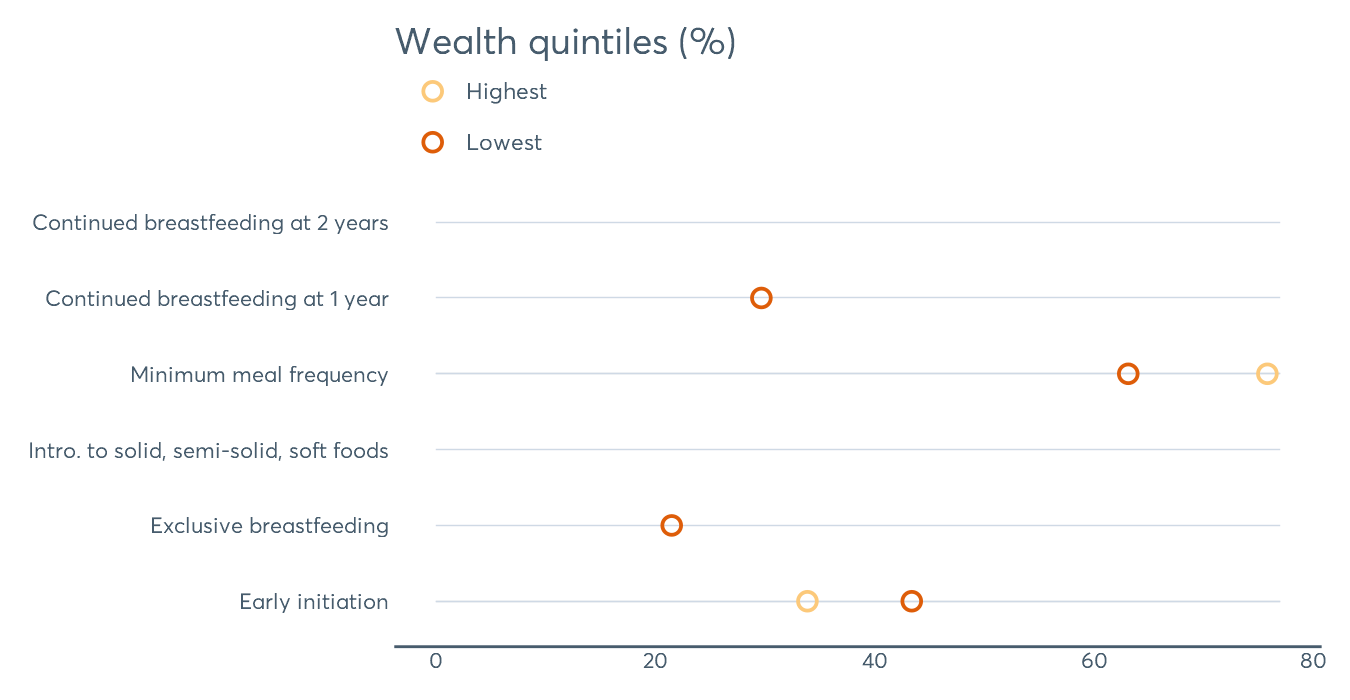 Wealth quintiles (%)
Highest
Lowest
Continued breastfeeding at 2 years
Continued breastfeeding at 1 year
Minimum meal frequency
Intro. to solid, semi-solid, soft foods
Exclusive breastfeeding
Early initiation
0 20 40 60 80